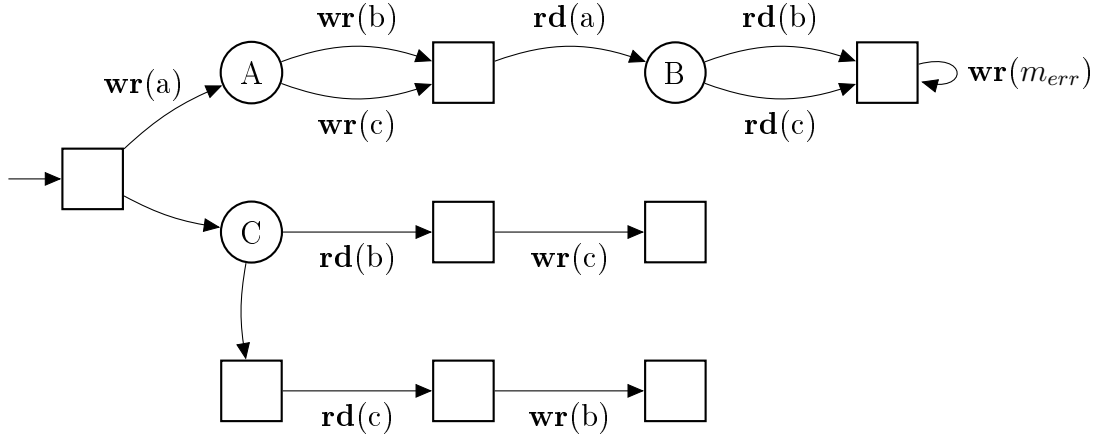 wr(b) rd(a) rd(b)
wr(a) A B wr(m_err)
wr(c) rd(c)
C
rd(b) wr(c)
rd(c) wr(b)